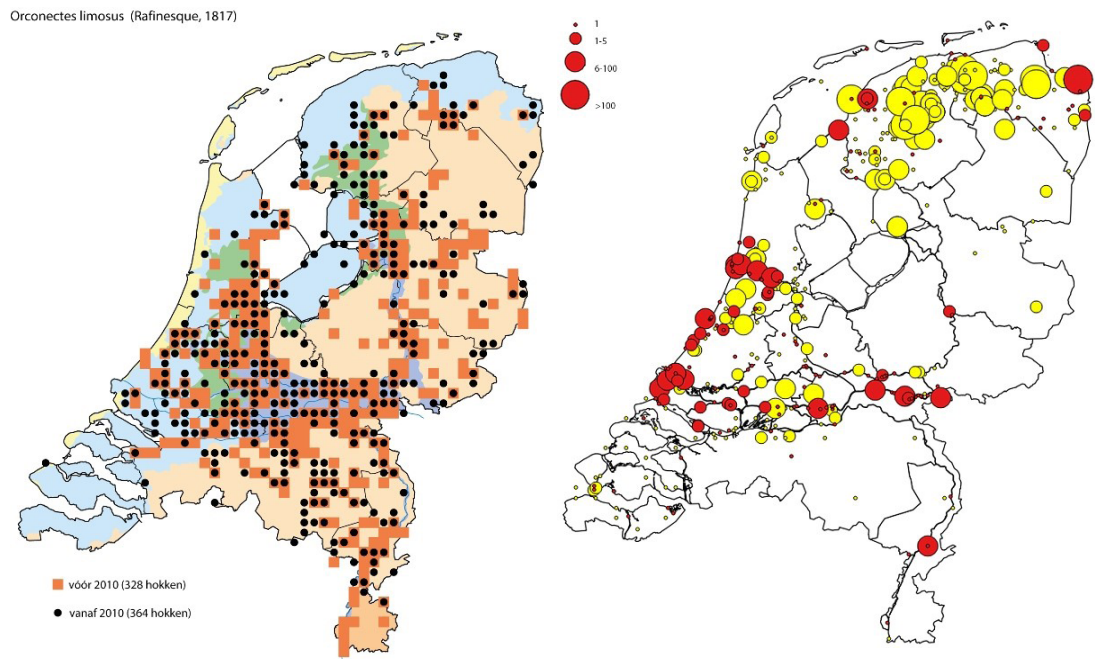 Orconectes limosus (Rafinesque, 1817)
1
1-5
6-100
>100
vóór 2010 (328 hokken)
vanaf 2010 (364 hokken)